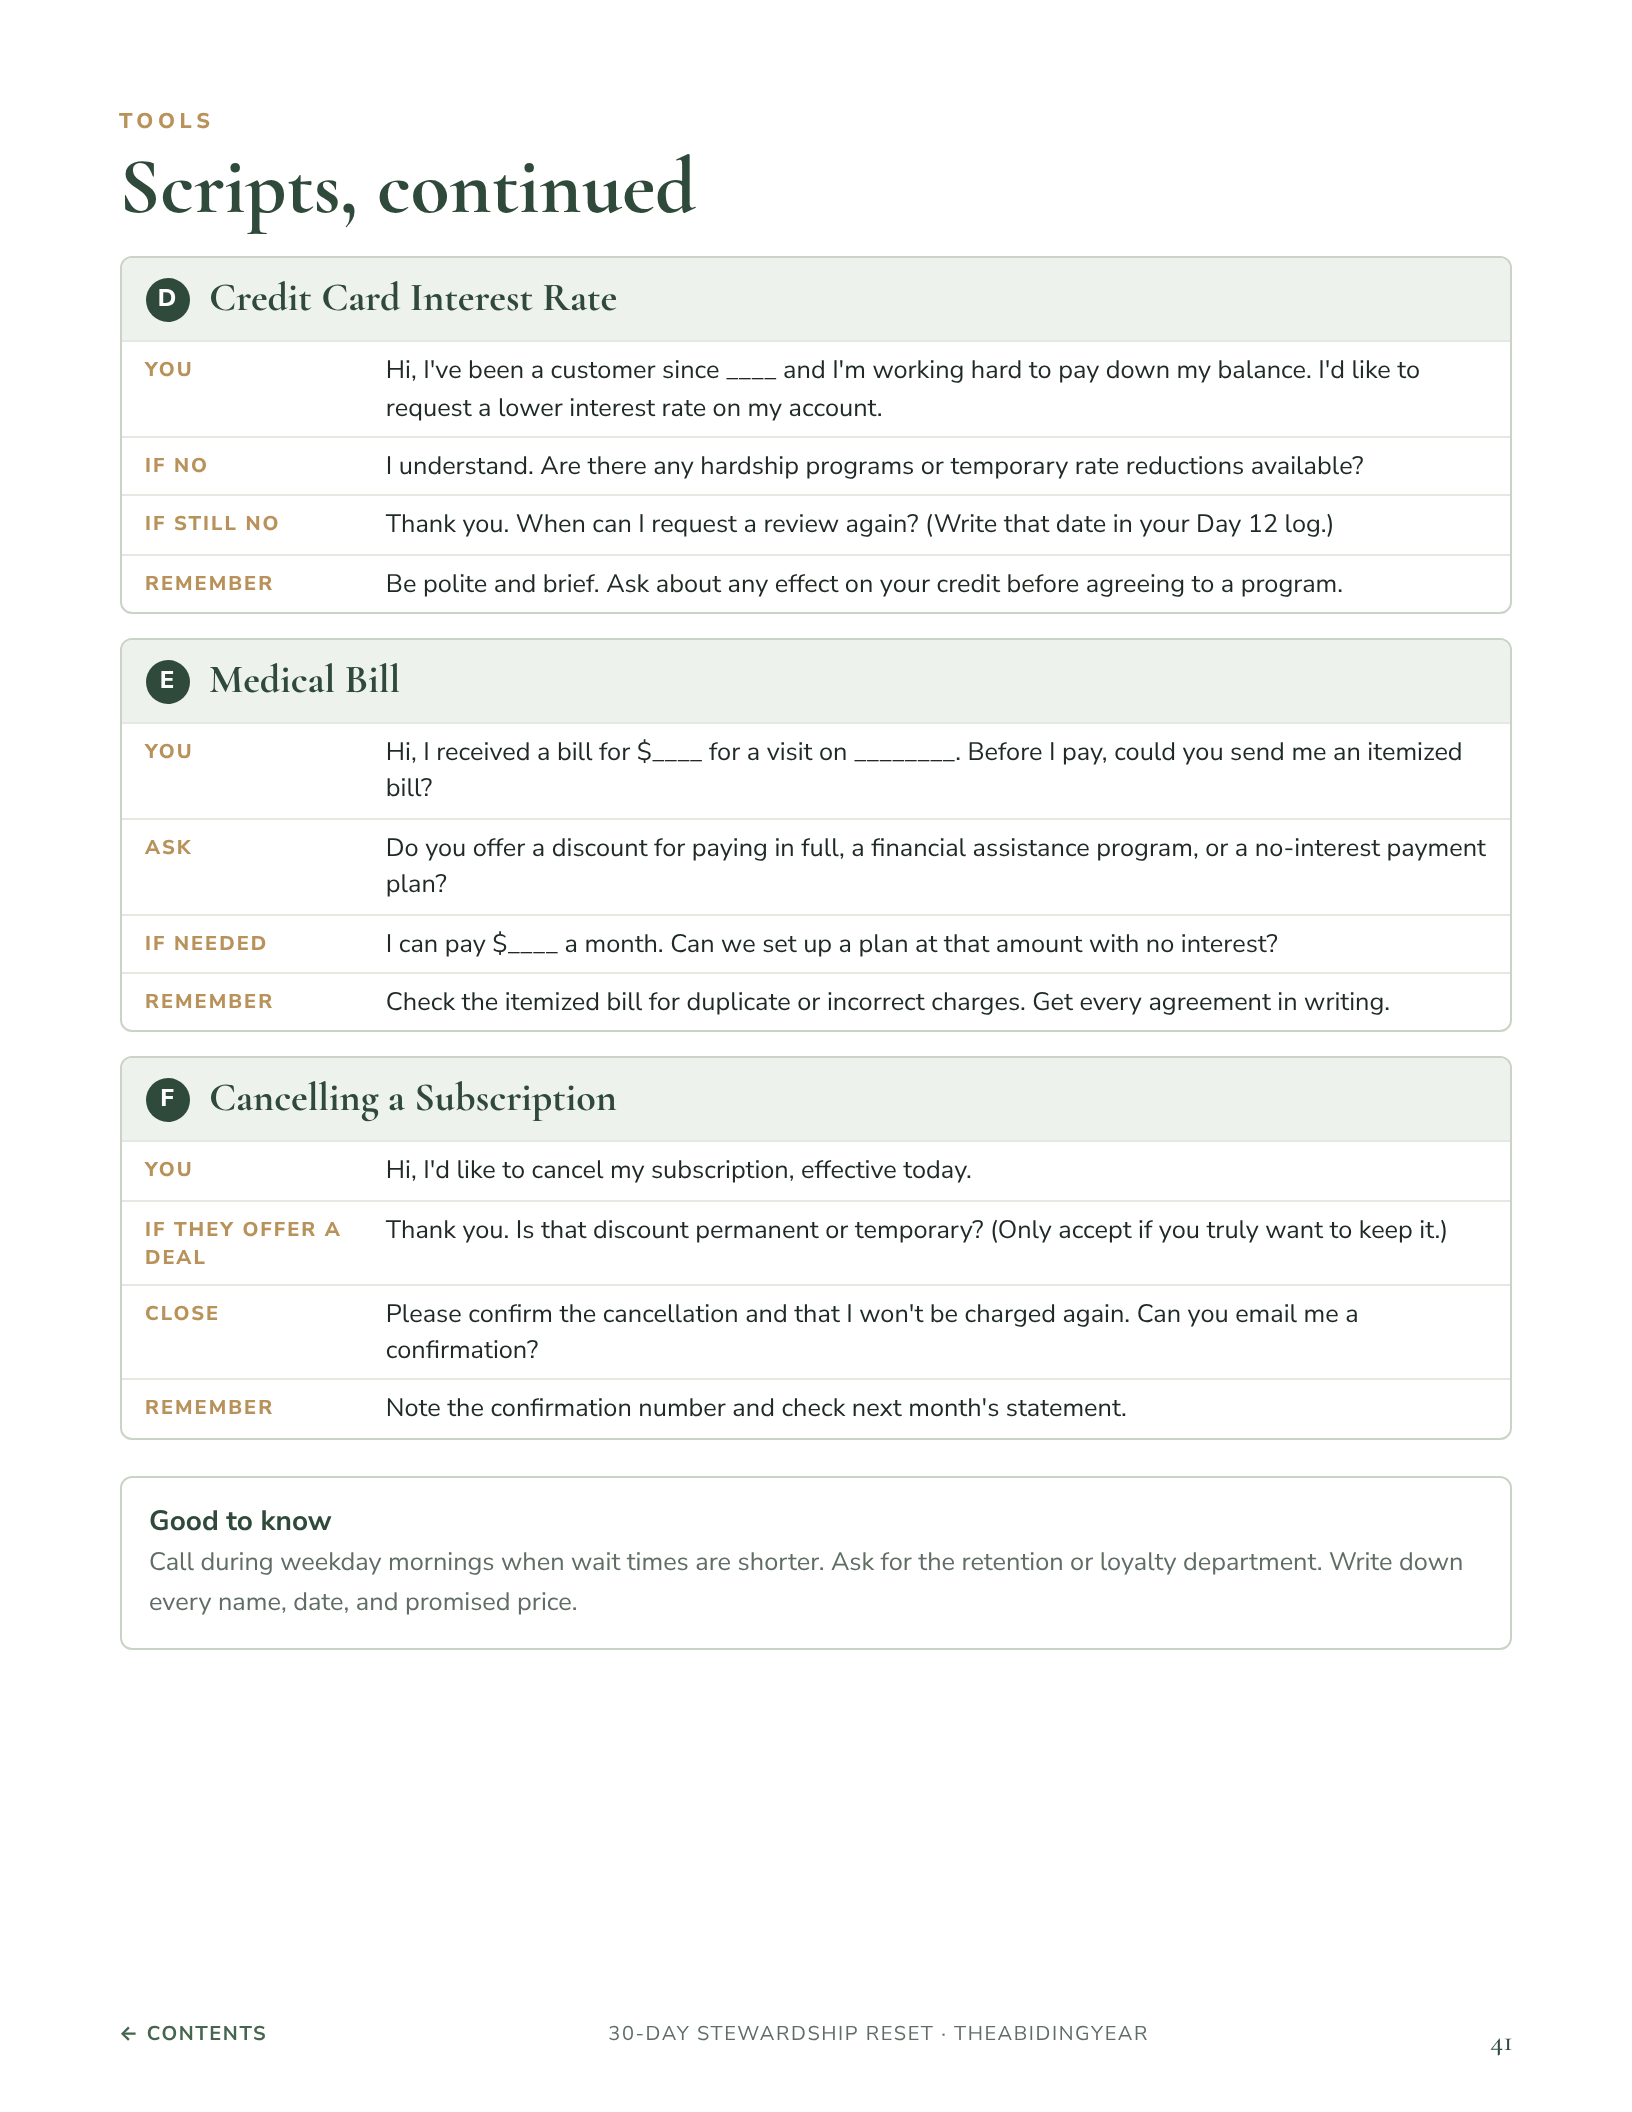 TOOLS
Scripts, continued
D Credit Card Interest Rate
YOU Hi, I've been a customer since ____ and I'm working hard to pay down my balance. I'd like to
request a lower interest rate on my account.
IF NO I understand. Are there any hardship programs or temporary rate reductions available?
IF STILL NO Thank you. When can I request a review again? (Write that date in your Day 12 log.)
REMEMBER Be polite and brief. Ask about any effect on your credit before agreeing to a program.
E Medical Bill
YOU Hi, I received a bill for $____ for a visit on ________. Before I pay, could you send me an itemized
bill?
ASK Do you offer a discount for paying in full, a financial assistance program, or a no-interest payment
plan?
IF NEEDED I can pay $____ a month. Can we set up a plan at that amount with no interest?
REMEMBER Check the itemized bill for duplicate or incorrect charges. Get every agreement in writing.
F Cancelling a Subscription
YOU Hi, I'd like to cancel my subscription, effective today.
IF THEY OFFER A
DEAL
Thank you. Is that discount permanent or temporary? (Only accept if you truly want to keep it.)
CLOSE Please confirm the cancellation and that I won't be charged again. Can you email me a
confirmation?
REMEMBER Note the confirmation number and check next month's statement.
Good to know
Call during weekday mornings when wait times are shorter. Ask for the retention or loyalty department. Write down
every name, date, and promised price.
← CONTENTS 30-DAY STEWARDSHIP RESET · THEABIDINGYEAR 41